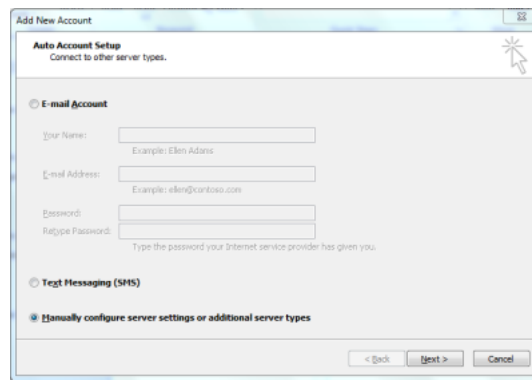 Add New Account
Auto Account Setup
Connect to other server types.
E-mail Account
Your Name:
Example: Ellen Adams
E-mail Address:
Example: ellen@contoso.com
Password:
Retype Password:
Type the password your Internet service provider has given you.
Text Messaging (SMS)
Manually configure server settings or additional server types
< Back Next > Cancel